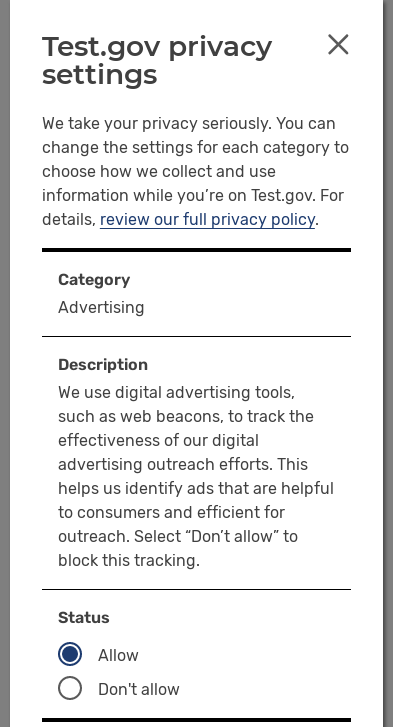 Test.gov privacy
settings
We take your privacy seriously. You can
change the settings for each category to
choose how we collect and use
information while you’re on Test.gov. For
details, review our full privacy policy.
Category
Advertising
Description
We use digital advertising tools,
such as web beacons, to track the
effectiveness of our digital
advertising outreach efforts. This
helps us identify ads that are helpful
to consumers and efficient for
outreach. Select “Don’t allow” to
block this tracking.
Status
Allow
Don't allow